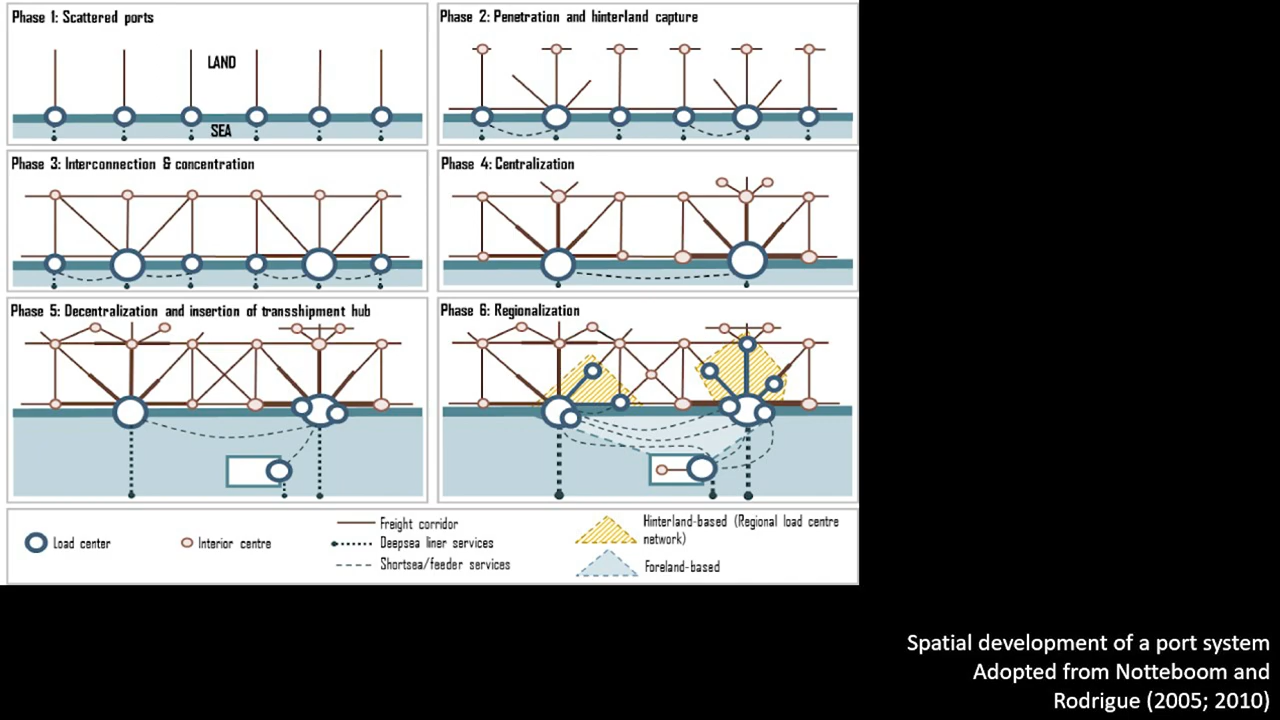 Phase 1: Scattered ports
LAND
SEA
Phase 2: Penetration and hinterland capture
Phase 3: Interconnection & concentration
Phase 4: Centralization
Phase 5: Decentralization and insertion of transshipment hub
Phase 6: Regionalization
Load center
Interior centre
Freight corridor
Deepsea liner services
Shortsea/feeder services
Hinterland-based (Regional load centre
network)
Foreland-based
Spatial development of a port system
Adopted from Notteboom and
Rodrigue (2005; 2010)